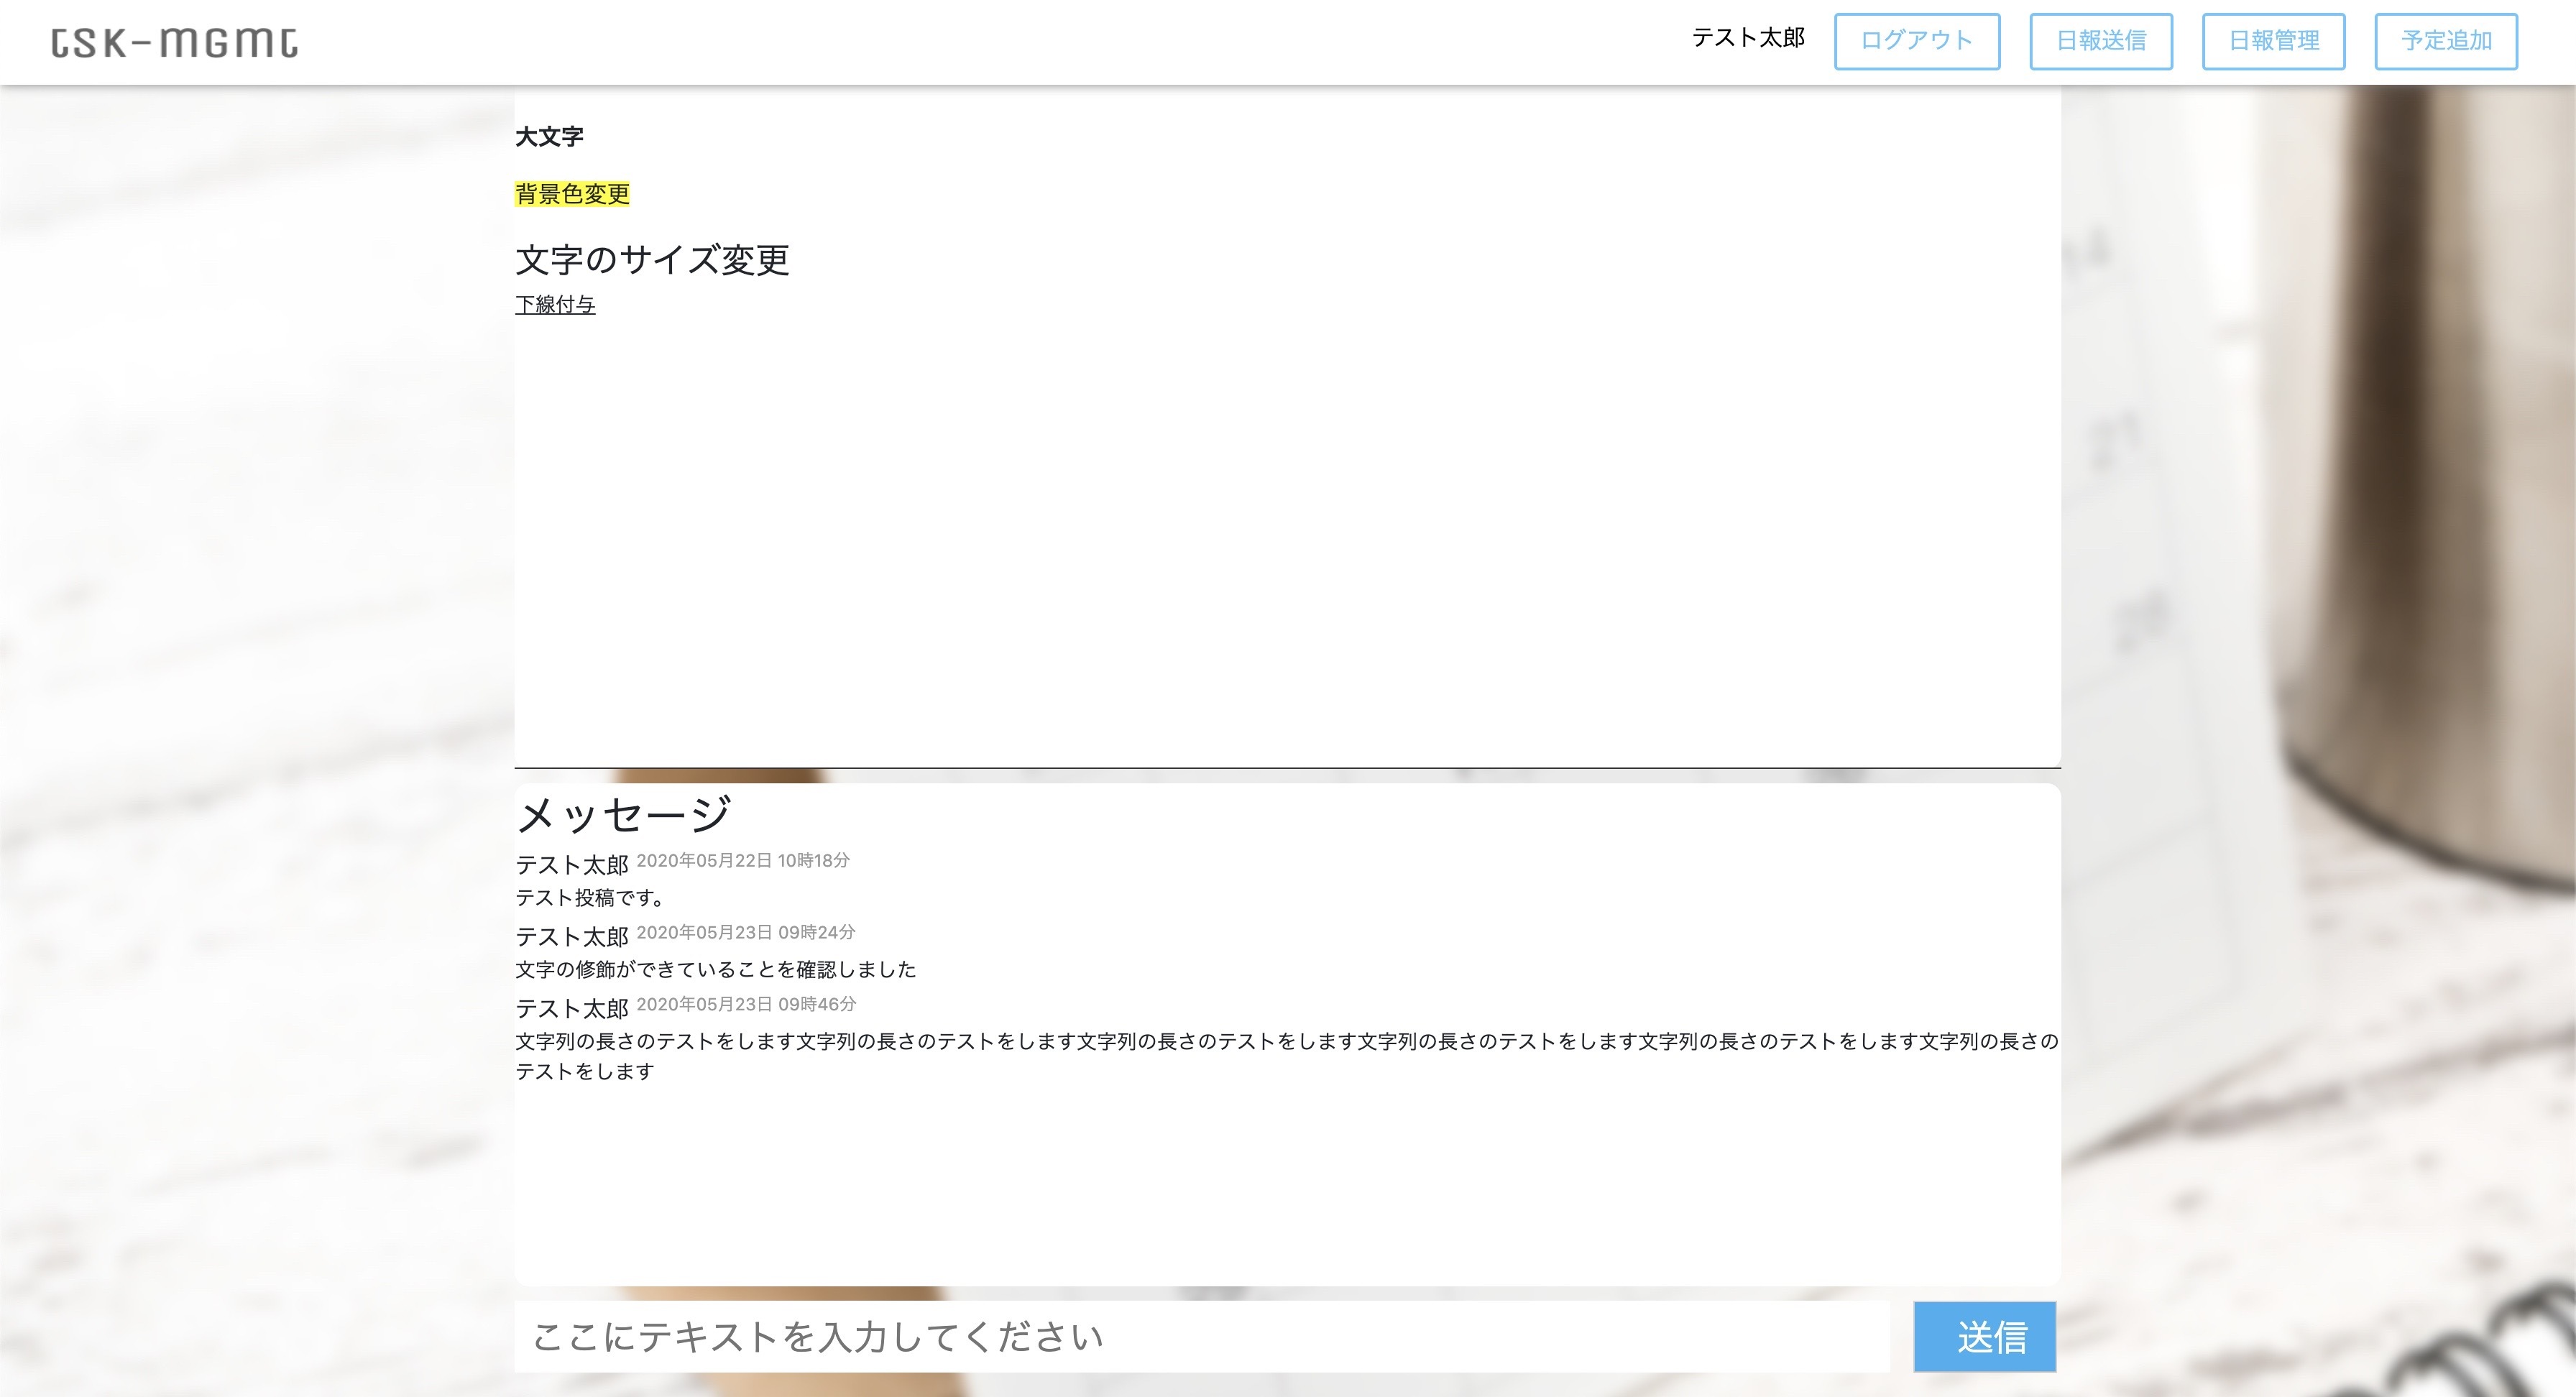 tsk-mgmt
テスト太郎
ログアウト
日報送信
日報管理
予定追加
大文字
背景色変更
文字のサイズ変更
下線付与
メッセージ
テスト太郎 2020年05月22日 10時18分
テスト投稿です。
テスト太郎 2020年05月23日 09時24分
文字の修飾ができていることを確認しました
テスト太郎 2020年05月23日 09時46分
文字列の長さのテストをします文字列の長さのテストをします文字列の長さのテストをします文字列の長さのテストをします文字列の長さのテストをします文字列の長さの
テストをします
ここにテキストを入力してください
送信